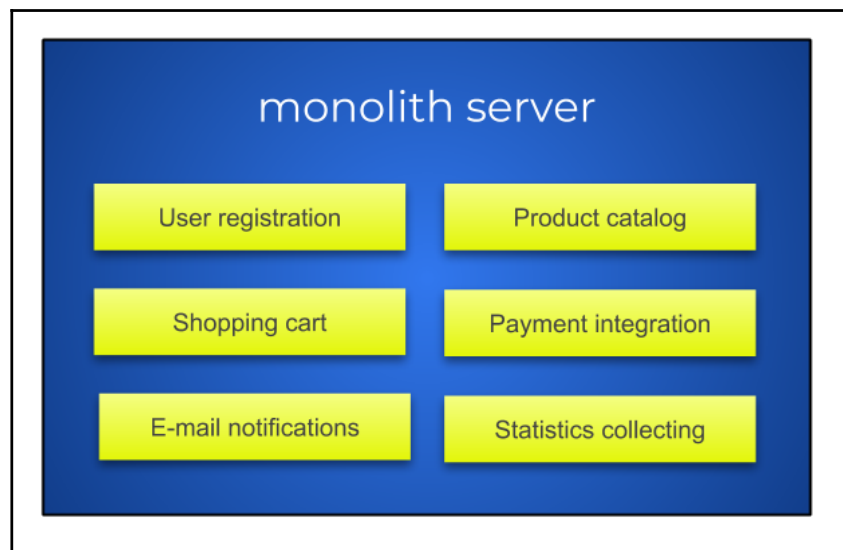 monolith server
User registration
Product catalog
Shopping cart
Payment integration
E-mail notifications
Statistics collecting